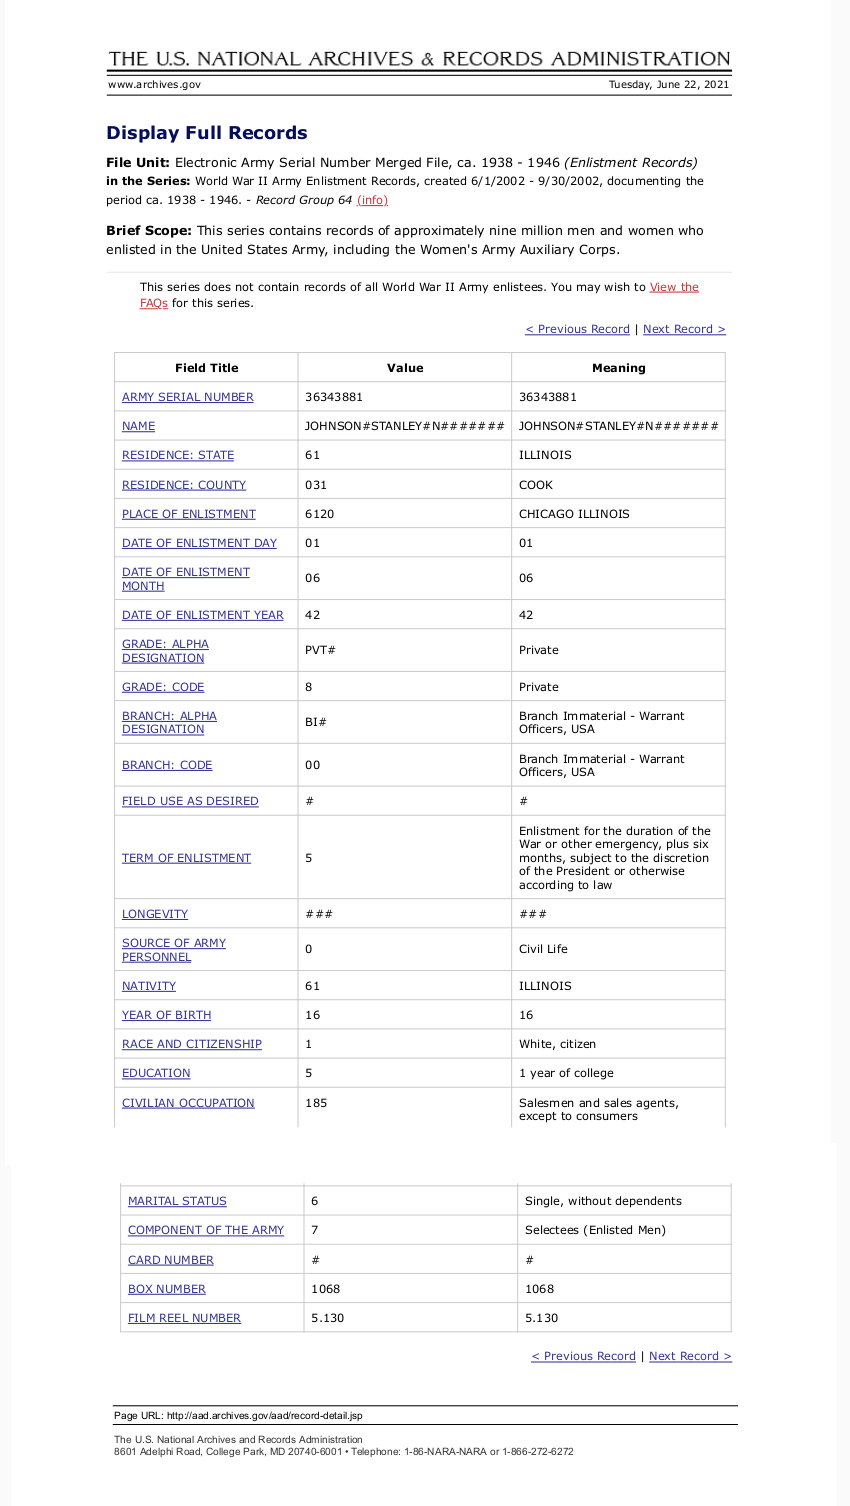 THE U.S. NATIONAL ARCHIVES & RECORDS ADMINISTRATION
www.archives.gov Tuesday, June 22, 2021
Display Full Records
File Unit: Electronic Army Serial Number Merged File, ca. 1938 - 1946 (Enlistment Records)
in the Series: World War II Army Enlistment Records, created 6/1/2002 - 9/30/2002, documenting the
period ca. 1938 - 1946. - Record Group 64 (info)
Brief Scope: This series contains records of approximately nine million men and women who
enlisted in the United States Army, including the Women's Army Auxiliary Corps.
This series does not contain records of all World War II Army enlistees. You may wish to View the
FAQs for this series.
< Previous Record | Next Record >
Field Title Value Meaning
ARMY SERIAL NUMBER 36343881 36343881
NAME JOHNSON#STANLEY#N####### JOHNSON#STANLEY#N#######
RESIDENCE: STATE 61 ILLINOIS
RESIDENCE: COUNTY 031 COOK
PLACE OF ENLISTMENT 6120 CHICAGO ILLINOIS
DATE OF ENLISTMENT DAY 01 01
DATE OF ENLISTMENT
MONTH 06 06
DATE OF ENLISTMENT YEAR 42 42
GRADE: ALPHA
DESIGNATION PVT# Private
GRADE: CODE 8 Private
BRANCH: ALPHA
DESIGNATION BI# Branch Immaterial - Warrant
Officers, USA
BRANCH: CODE 00 Branch Immaterial - Warrant
Officers, USA
FIELD USE AS DESIRED # #
TERM OF ENLISTMENT 5 Enlistment for the duration of the
War or other emergency, plus six
months, subject to the discretion
of the President or otherwise
according to law
LONGEVITY ### ###
SOURCE OF ARMY
PERSONNEL 0 Civil Life
NATIVITY 61 ILLINOIS
YEAR OF BIRTH 16 16
RACE AND CITIZENSHIP 1 White, citizen
EDUCATION 5 1 year of college
CIVILIAN OCCUPATION 185 Salesmen and sales agents,
except to consumers
MARITAL STATUS 6 Single, without dependents
COMPONENT OF THE ARMY 7 Selectees (Enlisted Men)
CARD NUMBER # #
BOX NUMBER 1068 1068
FILM REEL NUMBER 5.130 5.130
< Previous Record | Next Record >
Page URL: http://aad.archives.gov/aad/record-detail.jsp
The U.S. National Archives and Records Administration
8601 Adelphi Road, College Park, MD 20740-6001 • Telephone: 1-86-NARA-NARA or 1-866-272-6272